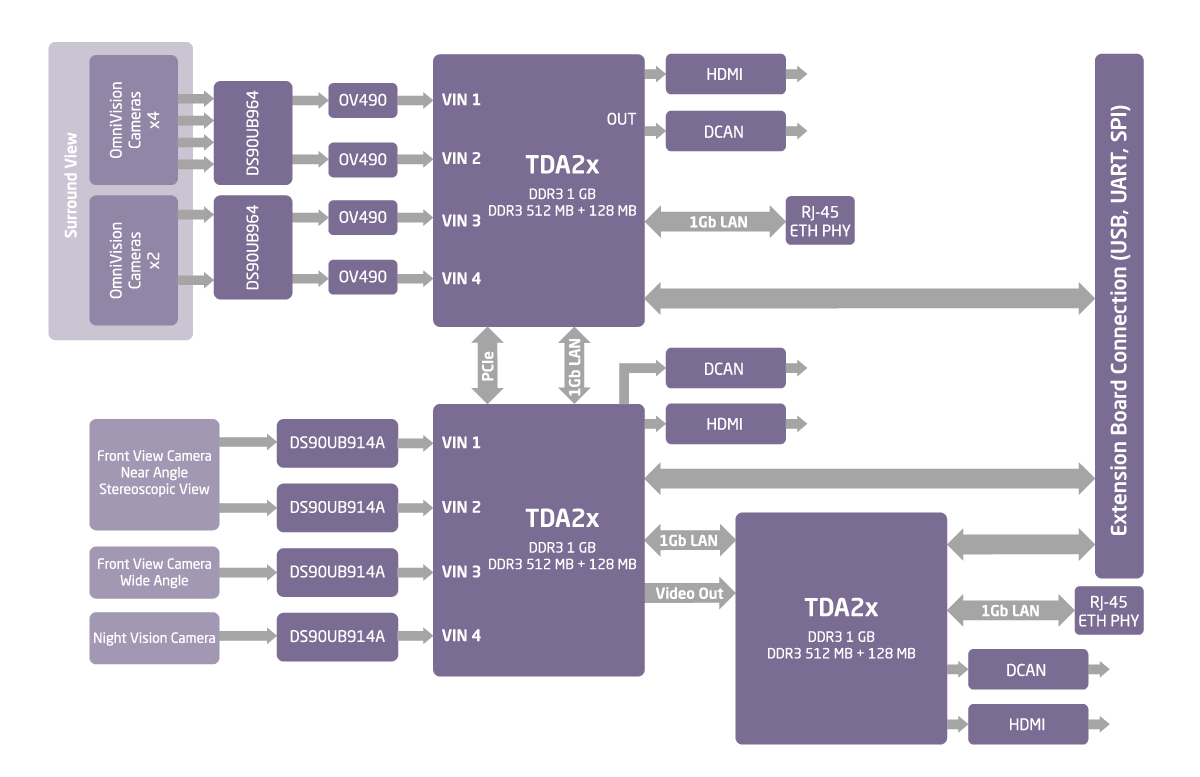 Surround View
OmniVision
Cameras
x4
OmniVision
Cameras
x2
DS90UB964
DS90UB964
OV490
OV490
OV490
OV490
VIN 1
VIN 2
VIN 3
VIN 4
OUT
TDA2x
DDR3 1 GB
DDR3 512 MB + 128 MB
HDMI
DCAN
1Gb LAN
RJ-45
ETH PHY
Extension Board Connection (USB, UART, SPI)
PCIe
1Gb LAN
DCAN
HDMI
Front View Camera
Near Angle
Stereoscopic View
Front View Camera
Wide Angle
Night Vision Camera
DS90UB914A
DS90UB914A
DS90UB914A
DS90UB914A
VIN 1
VIN 2
VIN 3
VIN 4
TDA2x
DDR3 1 GB
DDR3 512 MB + 128 MB
1Gb LAN
Video Out
TDA2x
DDR3 1 GB
DDR3 512 MB + 128 MB
1Gb LAN
RJ-45
ETH PHY
DCAN
HDMI